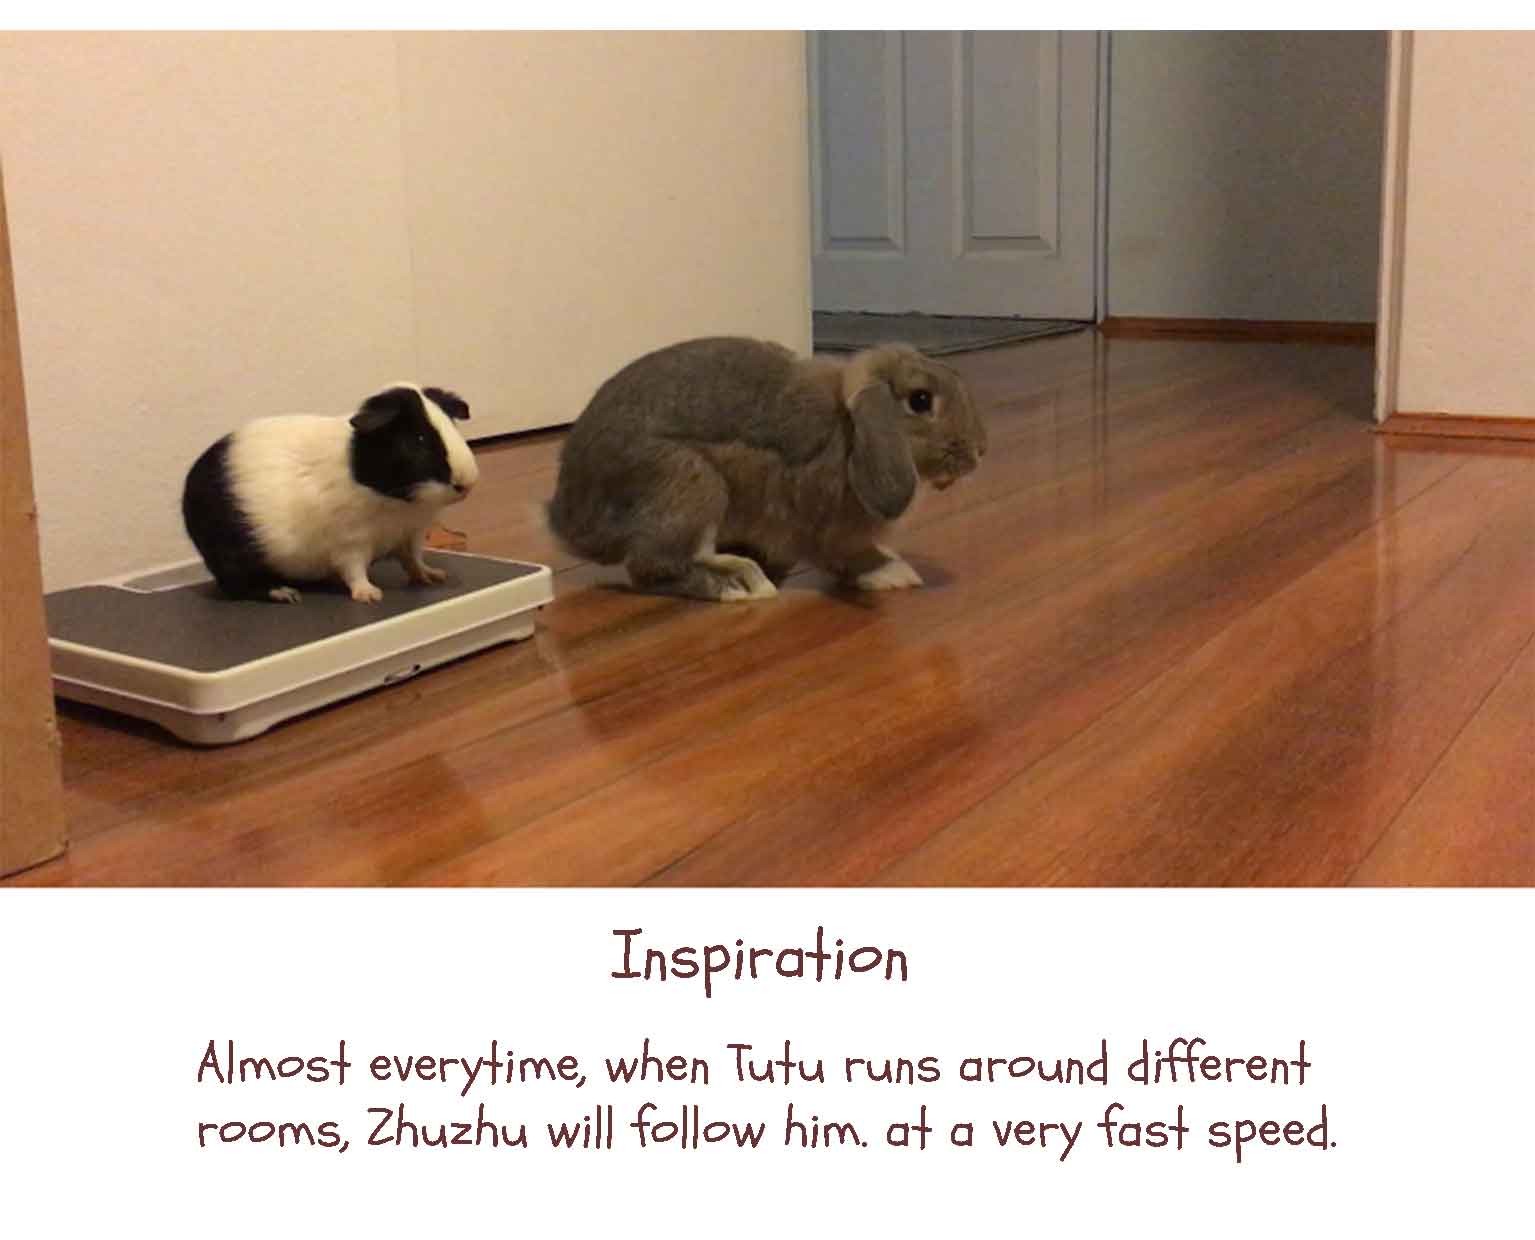 Inspiration
Almost everytime, when Tutu runs around different
rooms, Zhuzhu will follow him. at a very fast speed.